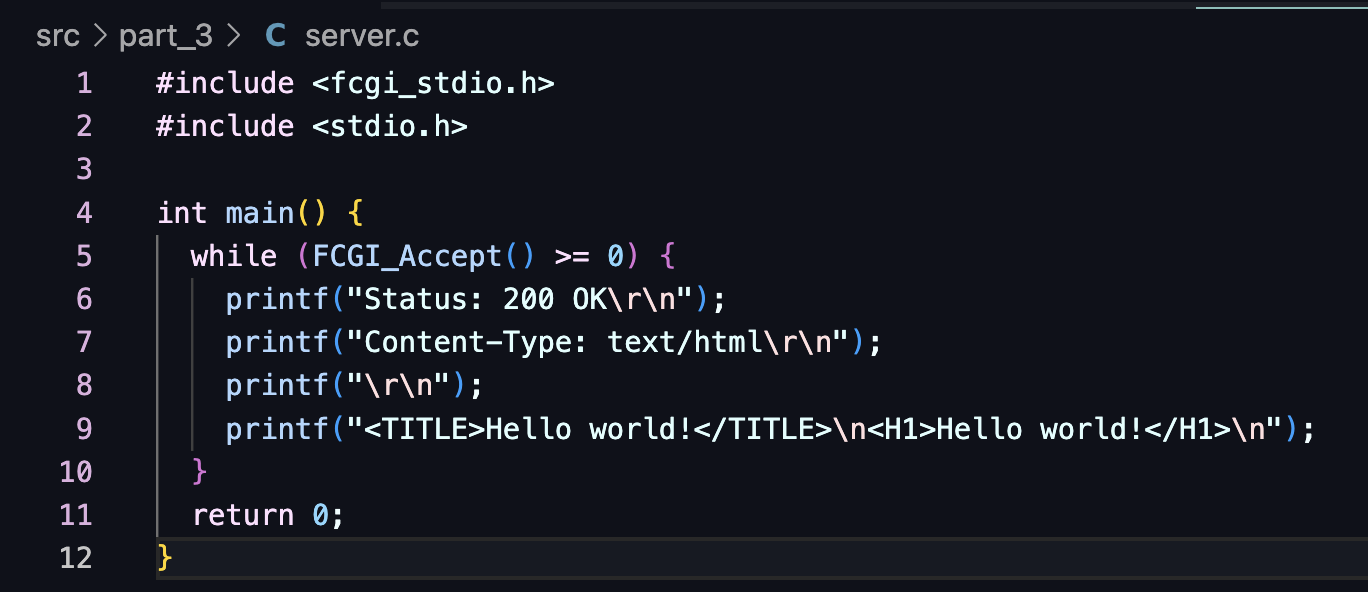 src > part_3 > C server.c
1 #include <fcgi_stdio.h>
2 #include <stdio.h>
3
4 int main() {
5   while (FCGI_Accept() >= 0) {
6     printf("Status: 200 OK\r\n");
7     printf("Content-Type: text/html\r\n");
8     printf("\r\n");
9     printf("<TITLE>Hello world!</TITLE>\n<H1>Hello world!</H1>\n");
10   }
11   return 0;
12 }